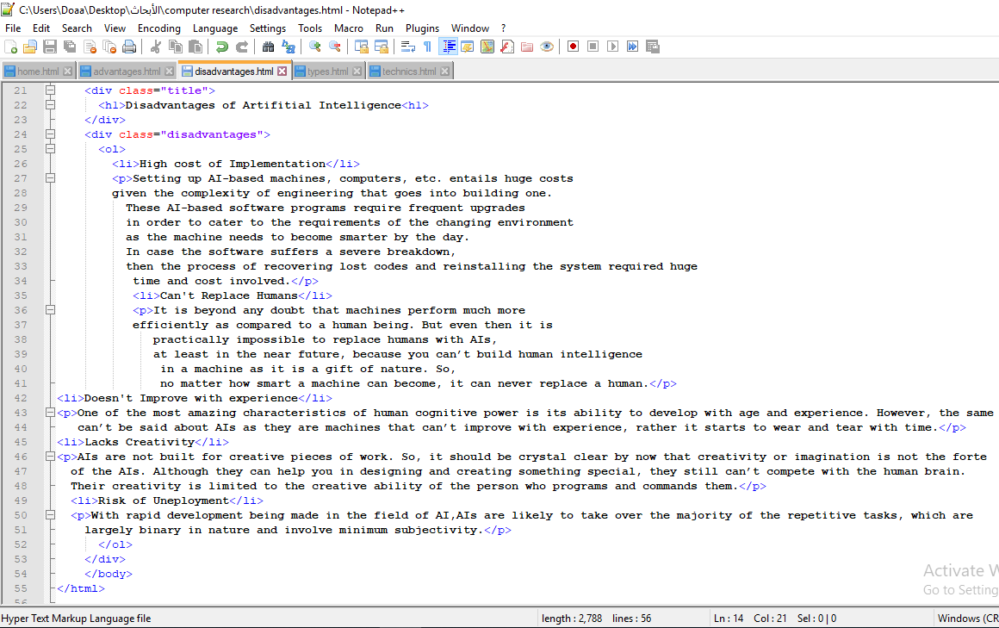 C:\Users\Doaa\Desktop\الأبحاث\computer research\disadvantages.html - Notepad++
File Edit Search View Encoding Language Settings Tools Macro Run Plugins Window ?
home.html advantages.html disadvantages.html types.html technics.html
21 <div class="title">
22 <h1>Disadvantages of Artifitial Intelligence<h1>
23 </div>
24 <div class="disadvantages">
25 <ol>
26 <li>High cost of Implementation</li>
27 <p>Setting up AI-based machines, computers, etc. entails huge costs
28 given the complexity of engineering that goes into building one.
29 These AI-based software programs require frequent upgrades
30 in order to cater to the requirements of the changing environment
31 as the machine needs to become smarter by the day.
32 In case the software suffers a severe breakdown,
33 then the process of recovering lost codes and reinstalling the system required huge
34 time and cost involved.</p>
35 <li>Can't Replace Humans</li>
36 <p>It is beyond any doubt that machines perform much more
37 efficiently as compared to a human being. But even then it is
38 practically impossible to replace humans with AIs,
39 at least in the near future, because you can’t build human intelligence
40 in a machine as it is a gift of nature. So,
41 no matter how smart a machine can become, it can never replace a human.</p>
42 <li>Doesn't Improve with experience</li>
43 <p>One of the most amazing characteristics of human cognitive power is its ability to develop with age and experience. However, the same
44 can’t be said about AIs as they are machines that can’t improve with experience, rather it starts to wear and tear with time.</p>
45 <li>Lacks Creativity</li>
46 <p>AIs are not built for creative pieces of work. So, it should be crystal clear by now that creativity or imagination is not the forte
47 of the AIs. Although they can help you in designing and creating something special, they still can’t compete with the human brain.
48 Their creativity is limited to the creative ability of the person who programs and commands them.</p>
49 <li>Risk of Uneployment</li>
50 <p>With rapid development being made in the field of AI,AIs are likely to take over the majority of the repetitive tasks, which are
51 largely binary in nature and involve minimum subjectivity.</p>
52 </ol>
53 </div>
54 </body>
55 </html>
56
Activate W
Go to Setting
Hyper Text Markup Language file length : 2,788 lines : 56 Ln : 14 Col : 21 Sel : 0 | 0 Windows (CR